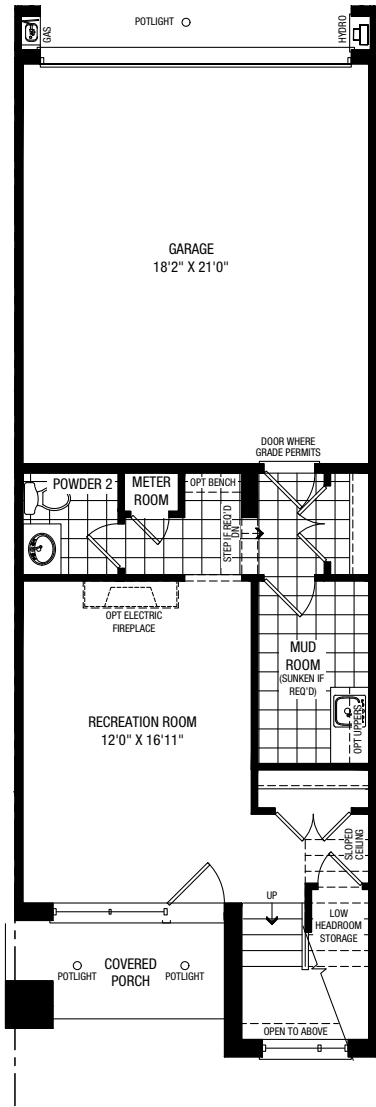 GAS
POTLIGHT
HYDRO
GARAGE
18'2" X 21'0"
DOOR WHERE
GRADE PERMITS
POWDER 2
METER
ROOM
OPT BENCH
STEP IF REQ'D
DN
OPT ELECTRIC
FIREPLACE
MUD
ROOM
(SUNKEN IF
REQ'D)
OPT UPPERS
RECREATION ROOM
12'0" X 16'11"
SLOPED
CEILING
UP
LOW
HEADROOM
STORAGE
COVERED
PORCH
POTLIGHT
POTLIGHT
OPEN TO ABOVE